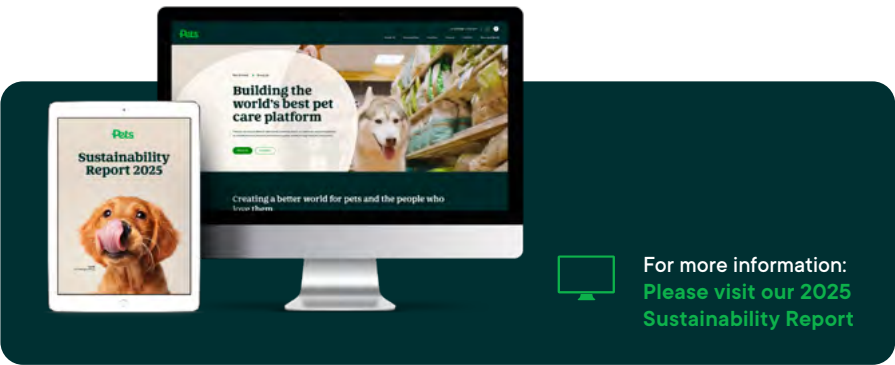 Pets
Building the
world's best pet
care platform
Creating a better world for pets and the people who
love them
Pets
Sustainability
Report 2025
For more information:
Please visit our 2025
Sustainability Report